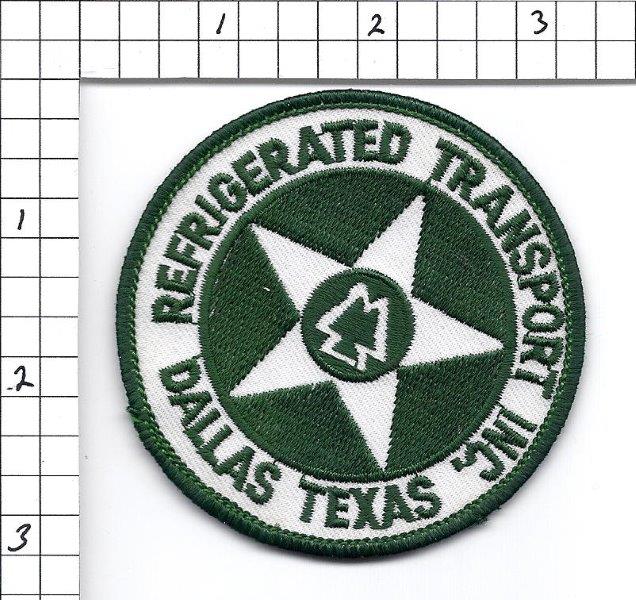 1 2 3
1
2
3
REFRIGERATED TRANSPORT INC.
DALLAS TEXAS